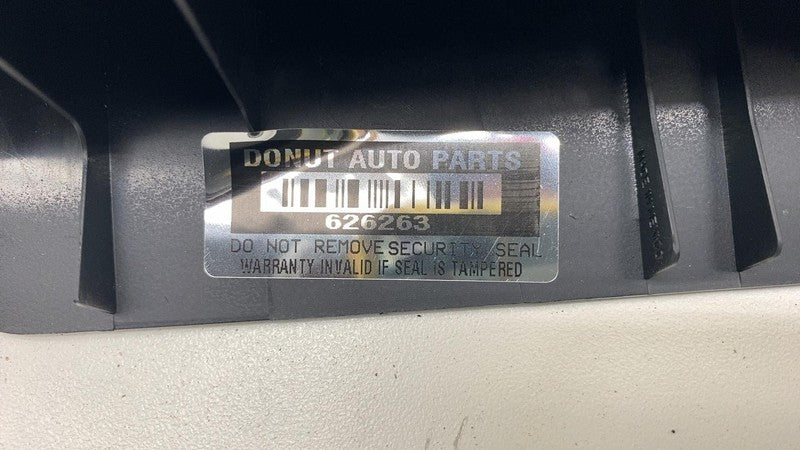 DONUT AUTO PARTS
626263
DO NOT REMOVE SECURITY SEAL
WARRANTY INVALID IF SEAL IS TAMPERED